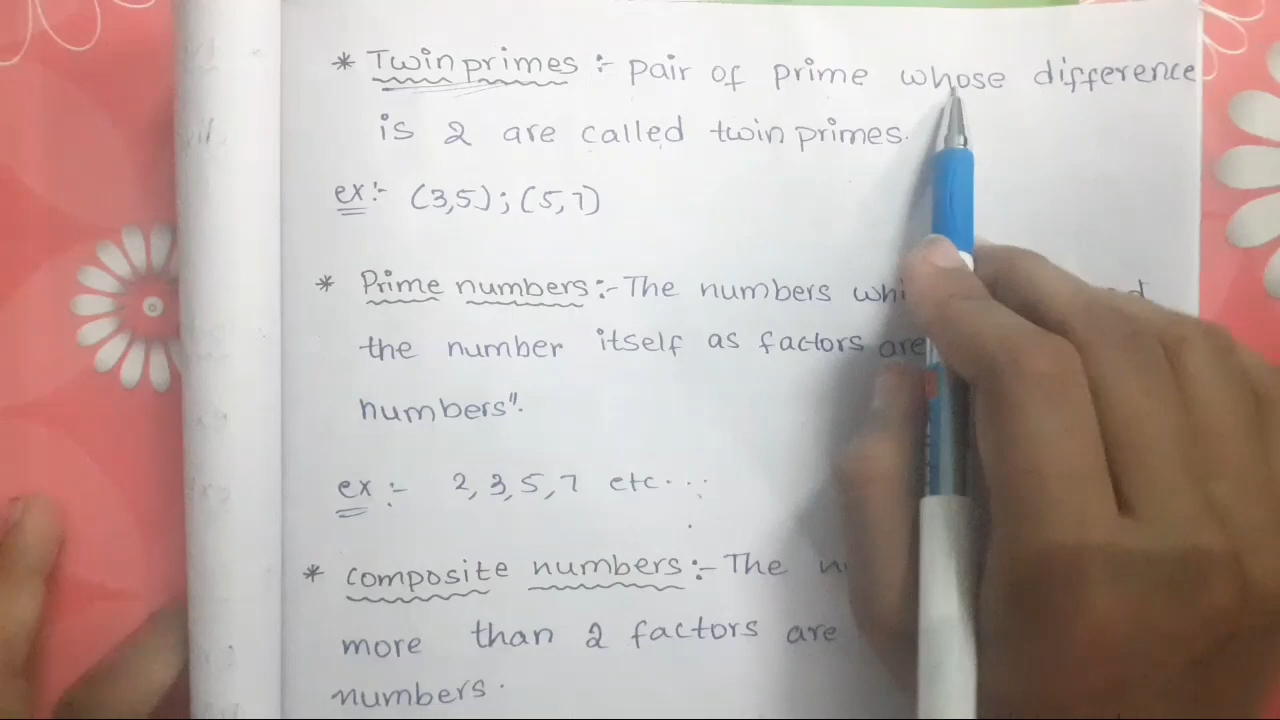 * Twin primes :- pair of prime whose difference
is 2 are called twin primes.
ex :- (3,5) ; (5,7)
* Prime numbers :- The numbers
the number itself as factors are
numbers".
ex :- 2, 3, 5, 7 etc...
* composite numbers :- The
more than 2 factors are
numbers.